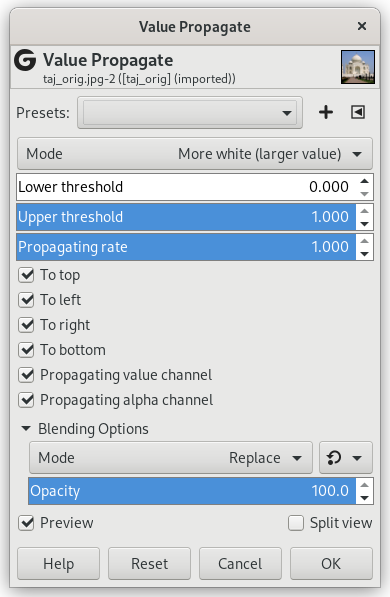 Value Propagate
Value Propagate
taj_orig.jpg-2 ([taj_orig] (imported))
Presets:
Mode More white (larger value)
Lower threshold 0.000
Upper threshold 1.000
Propagating rate 1.000
To top
To left
To right
To bottom
Propagating value channel
Propagating alpha channel
Blending Options
Mode Replace
Opacity 100.0
Preview Split view
Help Reset Cancel OK